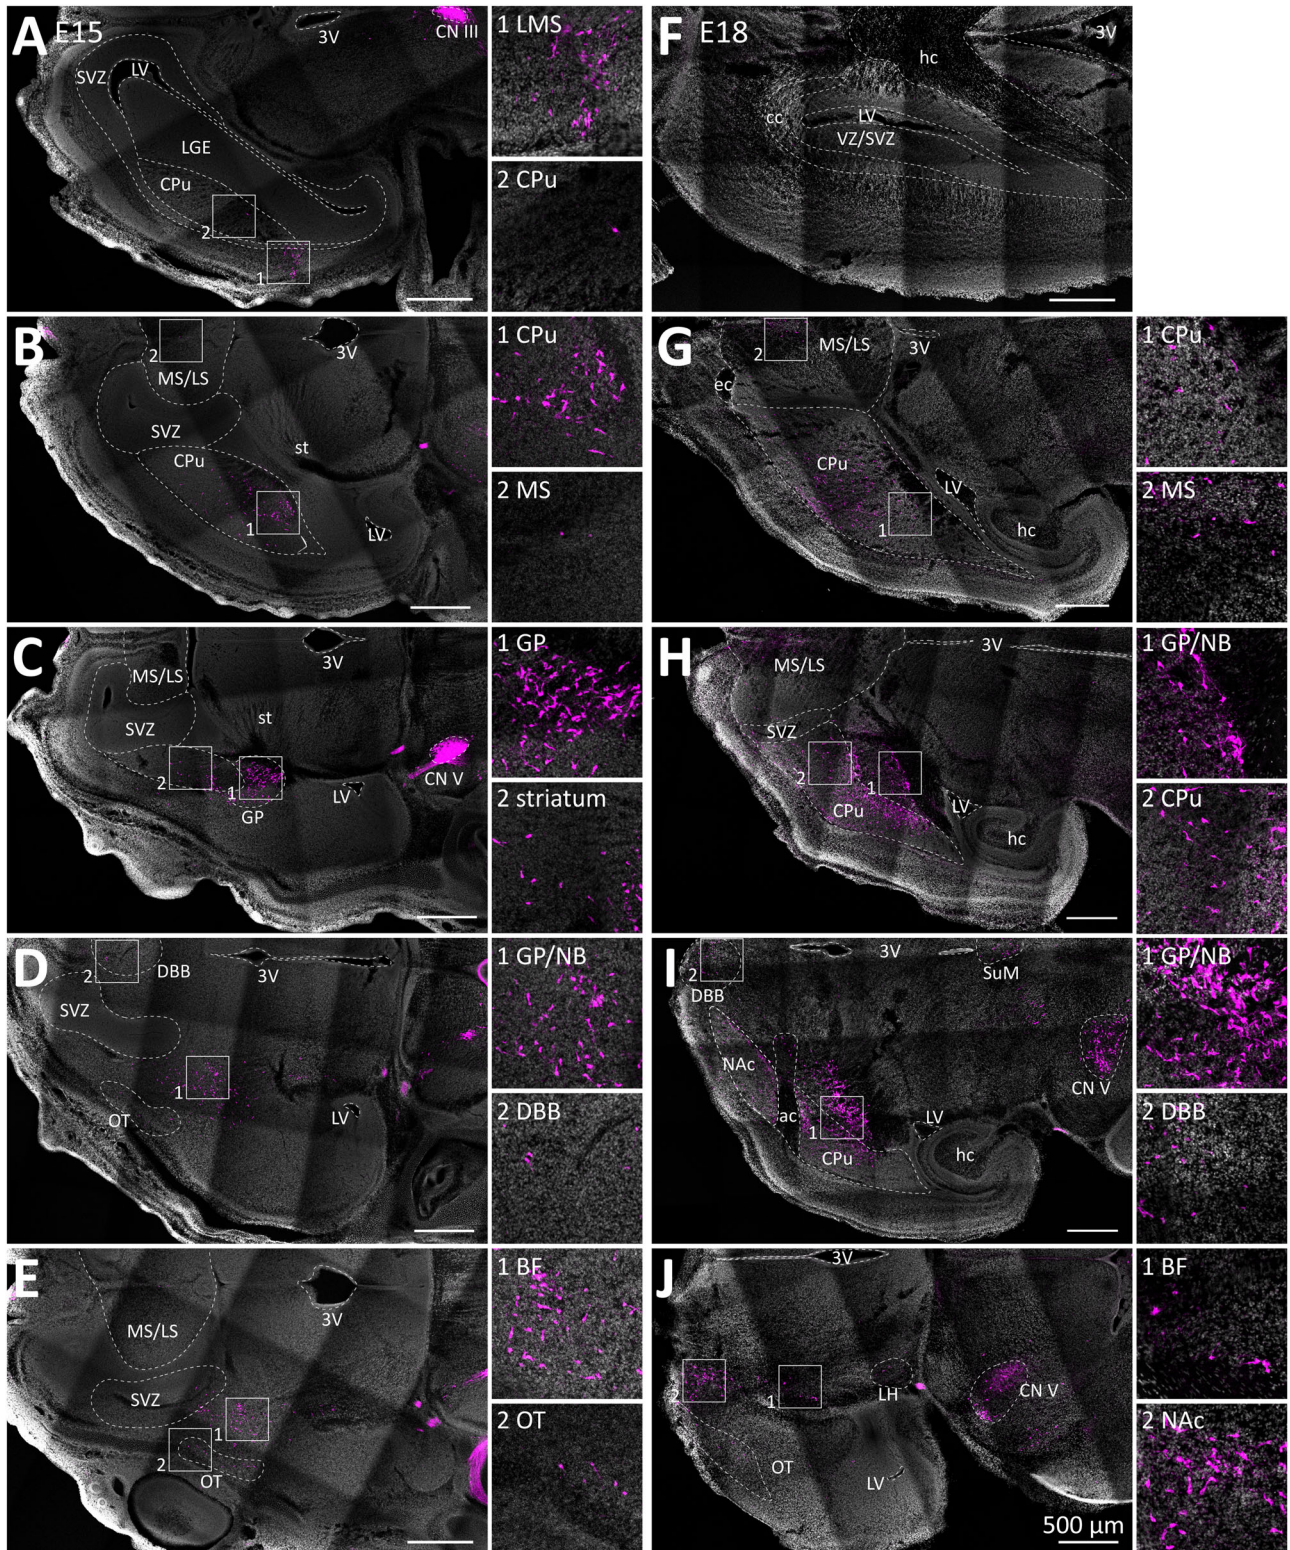 A E15
3V
CN III
SVZ
LV
LGE
CPu
2
1
1 LMS
2 CPu
B
2
MS/LS
3V
SVZ
st
CPu
1
LV
1 CPu
2 MS
C
MS/LS
3V
SVZ
st
2
1
GP
LV
CN V
1 GP
2 striatum
D
2
DBB
3V
SVZ
1
OT
LV
1 GP/NB
2 DBB
E
MS/LS
3V
SVZ
1
2
OT
1 BF
2 OT
F E18
3V
hc
cc
LV
VZ/SVZ
G
2
MS/LS
3V
ec
CPu
1
LV
hc
1 CPu
2 MS
H
MS/LS
3V
SVZ
2
1
CPu
LV
hc
1 GP/NB
2 CPu
I
2
DBB
3V
SuM
NAc
ac
1
CPu
LV
hc
CN V
1 GP/NB
2 DBB
J
3V
2
1
LH
CN V
OT
LV
500 µm
1 BF
2 NAc